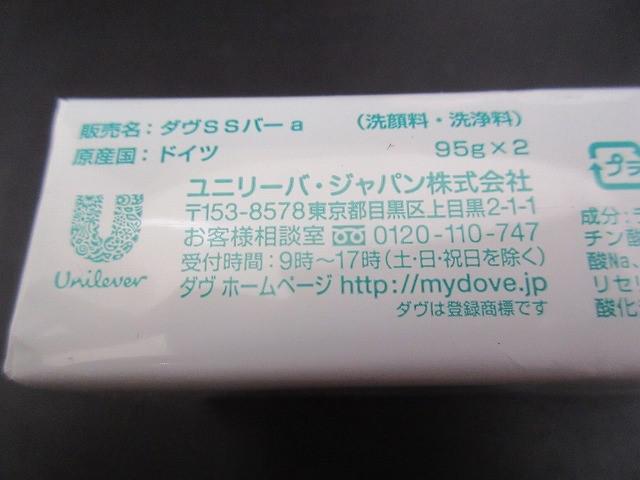 販売名：ダヴSSバーa （洗顔料・洗浄料）
原産国：ドイツ 95g×2
ユニリーバ・ジャパン株式会社
〒153-8578東京都目黒区上目黒2-1-1
お客様相談室 0120-110-747
受付時間：9時～17時（土・日・祝日を除く）
ダヴ ホームページ http://mydove.jp
ダヴは登録商標です
Unilever
プラ
成分：
チン酸
酸Na、
リセリ
酸化